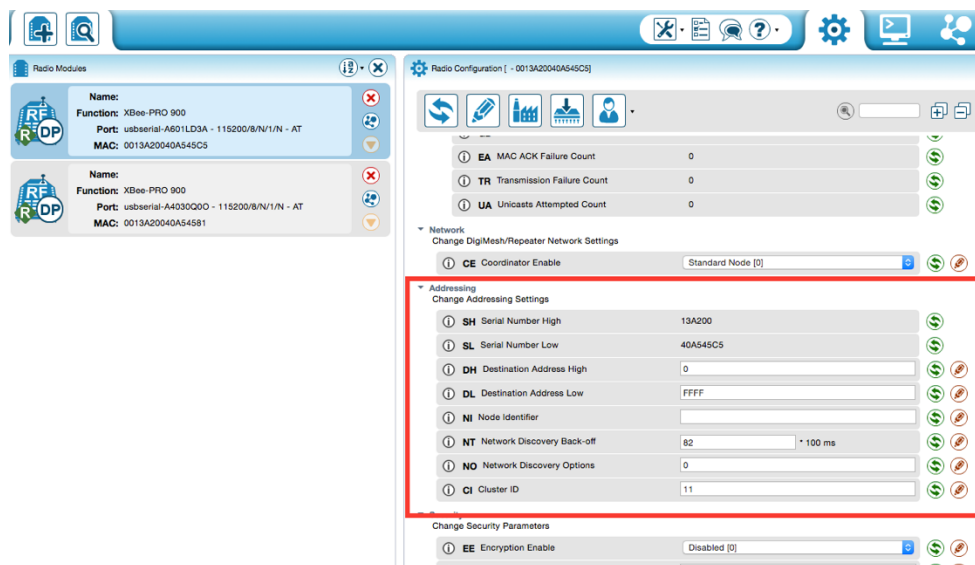 Radio Modules
Name:
Function: XBee-PRO 900
Port: usbserial-A601LD3A - 115200/8/N/1/N - AT
MAC: 0013A20040A545C5
Name:
Function: XBee-PRO 900
Port: usbserial-A4030Q0O - 115200/8/N/1/N - AT
MAC: 0013A20040A54581
Radio Configuration [ - 0013A20040A545C5]
EA MAC ACK Failure Count 0
TR Transmission Failure Count 0
UA Unicasts Attempted Count 0
Network
Change DigiMesh/Repeater Network Settings
CE Coordinator Enable Standard Node [0]
Addressing
Change Addressing Settings
SH Serial Number High 13A200
SL Serial Number Low 40A545C5
DH Destination Address High 0
DL Destination Address Low FFFF
NI Node Identifier
NT Network Discovery Back-off 82 * 100 ms
NO Network Discovery Options 0
CI Cluster ID 11
Change Security Parameters
EE Encryption Enable Disabled [0]